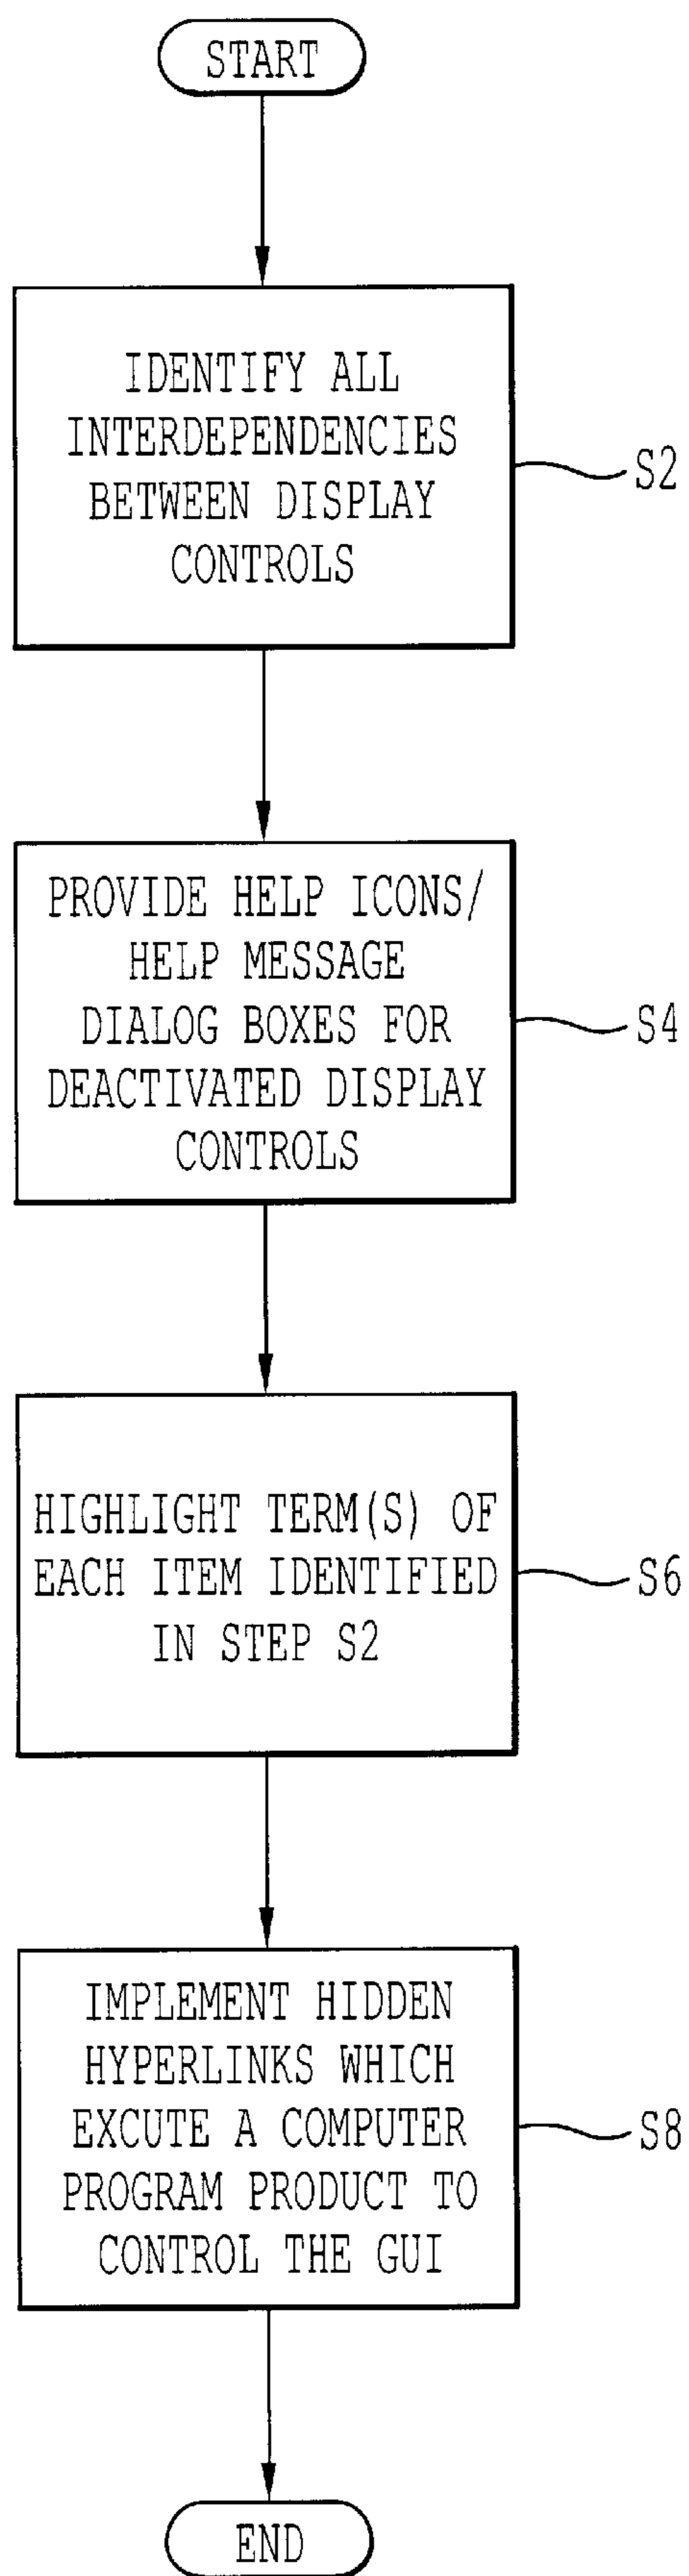 START
IDENTIFY ALL
INTERDEPENDENCIES
BETWEEN DISPLAY
CONTROLS
S2
PROVIDE HELP ICONS/
HELP MESSAGE
DIALOG BOXES FOR
DEACTIVATED DISPLAY
CONTROLS
S4
HIGHLIGHT TERM(S) OF
EACH ITEM IDENTIFIED
IN STEP S2
S6
IMPLEMENT HIDDEN
HYPERLINKS WHICH
EXCUTE A COMPUTER
PROGRAM PRODUCT TO
CONTROL THE GUI
S8
END